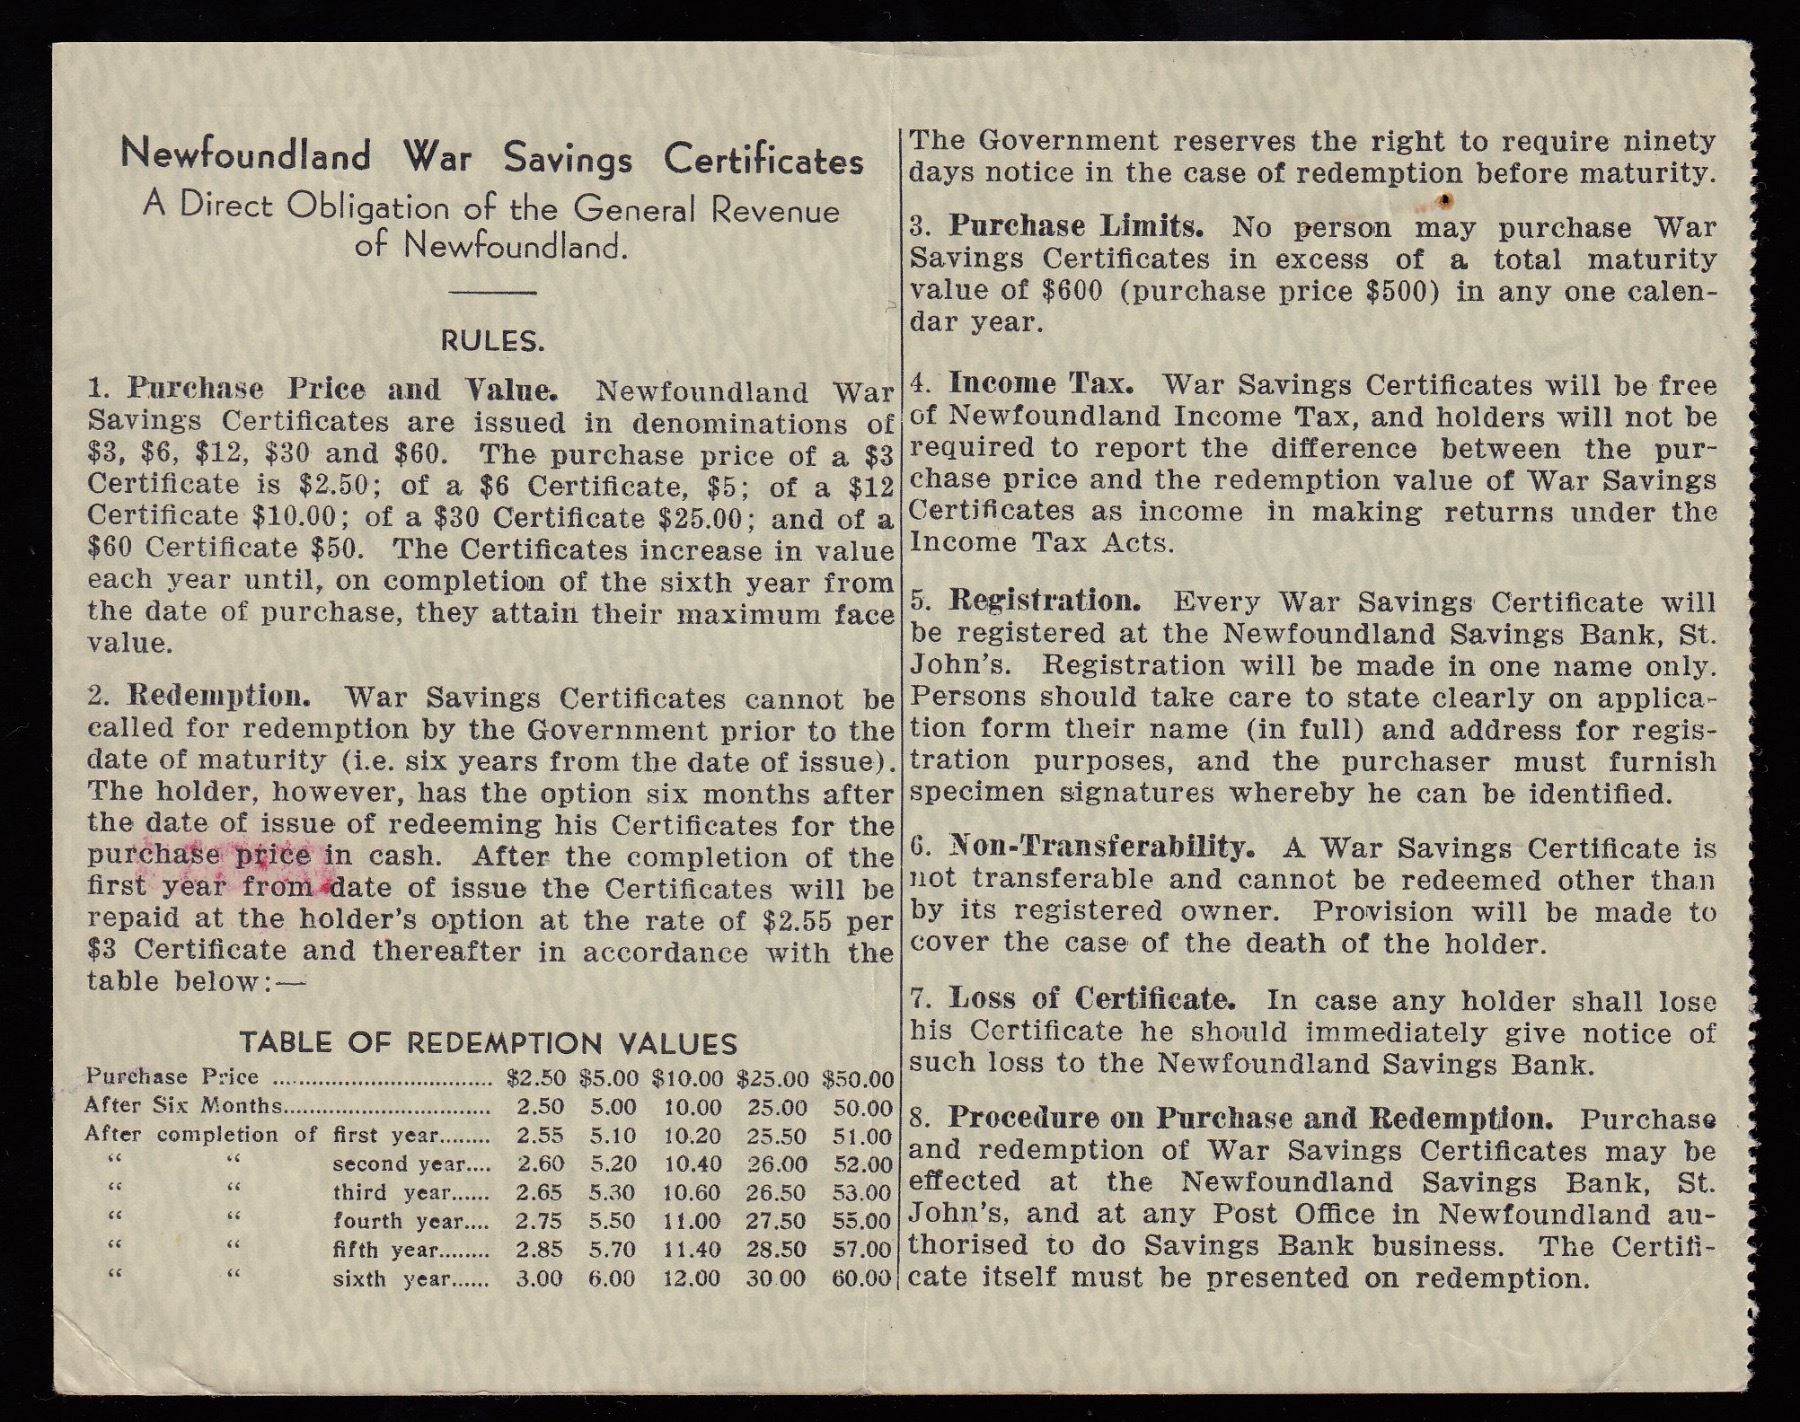 Newfoundland War Savings Certificates
A Direct Obligation of the General Revenue
of Newfoundland.
RULES.
1. Purchase Price and Value. Newfoundland War
Savings Certificates are issued in denominations of
$3, $6, $12, $30 and $60. The purchase price of a $3
Certificate is $2.50; of a $6 Certificate, $5; of a $12
Certificate $10.00; of a $30 Certificate $25.00; and of a
$60 Certificate $50. The Certificates increase in value
each year until, on completion of the sixth year from
the date of purchase, they attain their maximum face
value.
2. Redemption. War Savings Certificates cannot be
called for redemption by the Government prior to the
date of maturity (i.e. six years from the date of issue).
The holder, however, has the option six months after
the date of issue of redeeming his Certificates for the
purchase price in cash. After the completion of the
first year from date of issue the Certificates will be
repaid at the holder's option at the rate of $2.55 per
$3 Certificate and thereafter in accordance with the
table below:—
TABLE OF REDEMPTION VALUES
Purchase Price .................................. $2.50 $5.00 $10.00 $25.00 $50.00
After Six Months................................ 2.50 5.00 10.00 25.00 50.00
After completion of first year........ 2.55 5.10 10.20 25.50 51.00
“ “ second year.... 2.60 5.20 10.40 26.00 52.00
“ “ third year...... 2.65 5.30 10.60 26.50 53.00
“ “ fourth year.... 2.75 5.50 11.00 27.50 55.00
“ “ fifth year........ 2.85 5.70 11.40 28.50 57.00
“ “ sixth year...... 3.00 6.00 12.00 30 00 60.00
The Government reserves the right to require ninety
days notice in the case of redemption before maturity.
3. Purchase Limits. No person may purchase War
Savings Certificates in excess of a total maturity
value of $600 (purchase price $500) in any one calen-
dar year.
4. Income Tax. War Savings Certificates will be free
of Newfoundland Income Tax, and holders will not be
required to report the difference between the pur-
chase price and the redemption value of War Savings
Certificates as income in making returns under the
Income Tax Acts.
5. Registration. Every War Savings Certificate will
be registered at the Newfoundland Savings Bank, St.
John's. Registration will be made in one name only.
Persons should take care to state clearly on applica-
tion form their name (in full) and address for regis-
tration purposes, and the purchaser must furnish
specimen signatures whereby he can be identified.
6. Non-Transferability. A War Savings Certificate is
not transferable and cannot be redeemed other than
by its registered owner. Provision will be made to
cover the case of the death of the holder.
7. Loss of Certificate. In case any holder shall lose
his Certificate he should immediately give notice of
such loss to the Newfoundland Savings Bank.
8. Procedure on Purchase and Redemption. Purchase
and redemption of War Savings Certificates may be
effected at the Newfoundland Savings Bank, St.
John's, and at any Post Office in Newfoundland au-
thorised to do Savings Bank business. The Certifi-
cate itself must be presented on redemption.